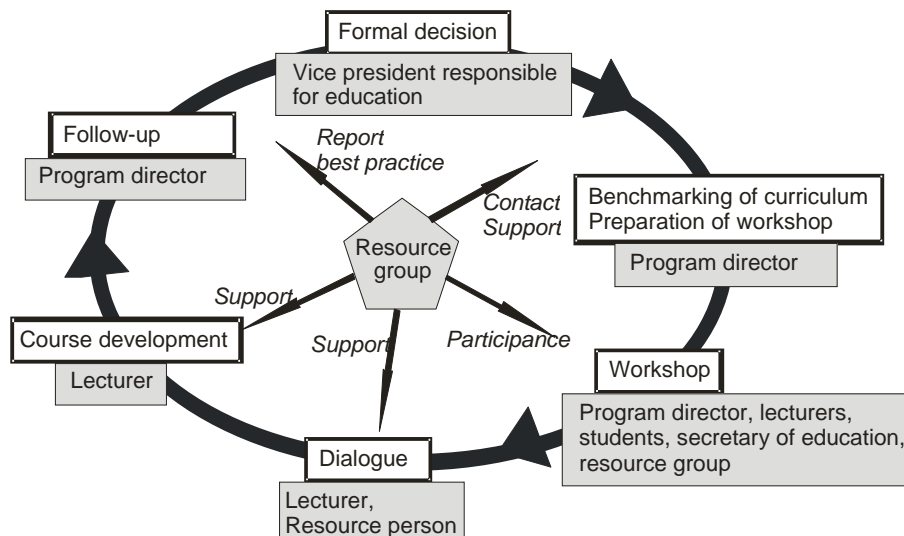 Formal decision
Vice president responsible
for education
Follow-up
Program director
Report
best practice
Contact
Support
Benchmarking of curriculum
Preparation of workshop
Program director
Resource
group
Support
Support
Participance
Course development
Lecturer
Workshop
Program director, lecturers,
students, secretary of education,
resource group
Dialogue
Lecturer,
Resource person